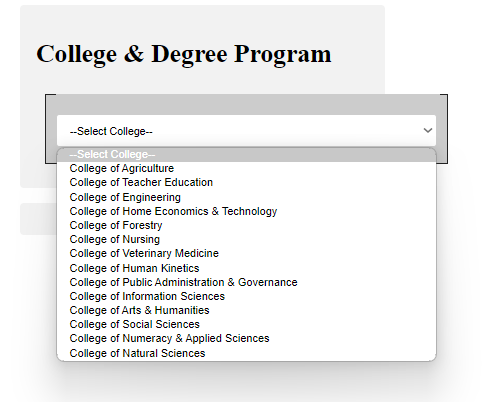 College & Degree Program
--Select College--
--Select College--
College of Agriculture
College of Teacher Education
College of Engineering
College of Home Economics & Technology
College of Forestry
College of Nursing
College of Veterinary Medicine
College of Human Kinetics
College of Public Administration & Governance
College of Information Sciences
College of Arts & Humanities
College of Social Sciences
College of Numeracy & Applied Sciences
College of Natural Sciences